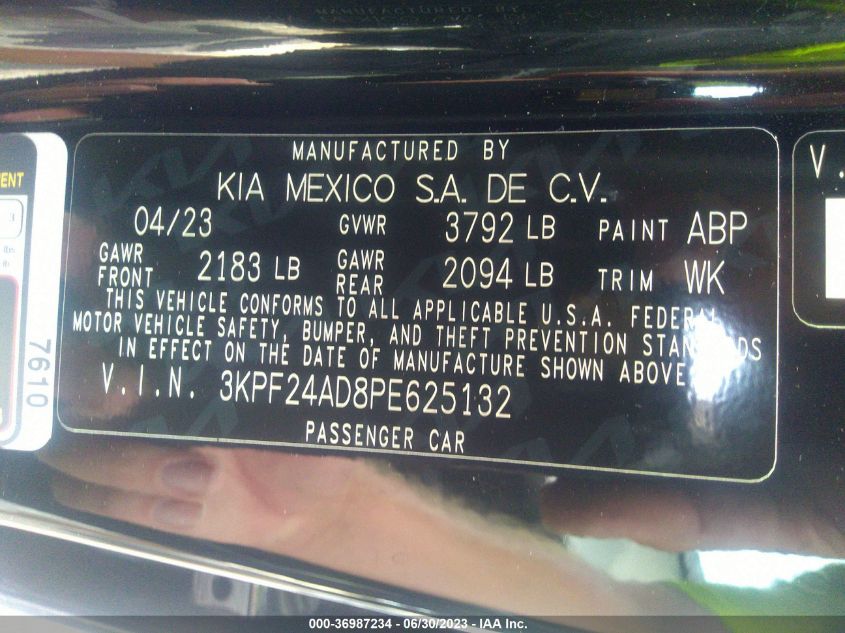 MANUFACTURED BY
KIA MEXICO S.A. DE C.V.
04/23 GVWR 3792 LB PAINT ABP
GAWR FRONT 2183 LB GAWR REAR 2094 LB TRIM WK
THIS VEHICLE CONFORMS TO ALL APPLICABLE U.S.A. FEDERAL
MOTOR VEHICLE SAFETY, BUMPER, AND THEFT PREVENTION STANDARDS
IN EFFECT ON THE DATE OF MANUFACTURE SHOWN ABOVE
V.I.N. 3KPF24AD8PE625132
PASSENGER CAR
7610
3
V.
000-36987234 - 06/30/2023 - IAA Inc.